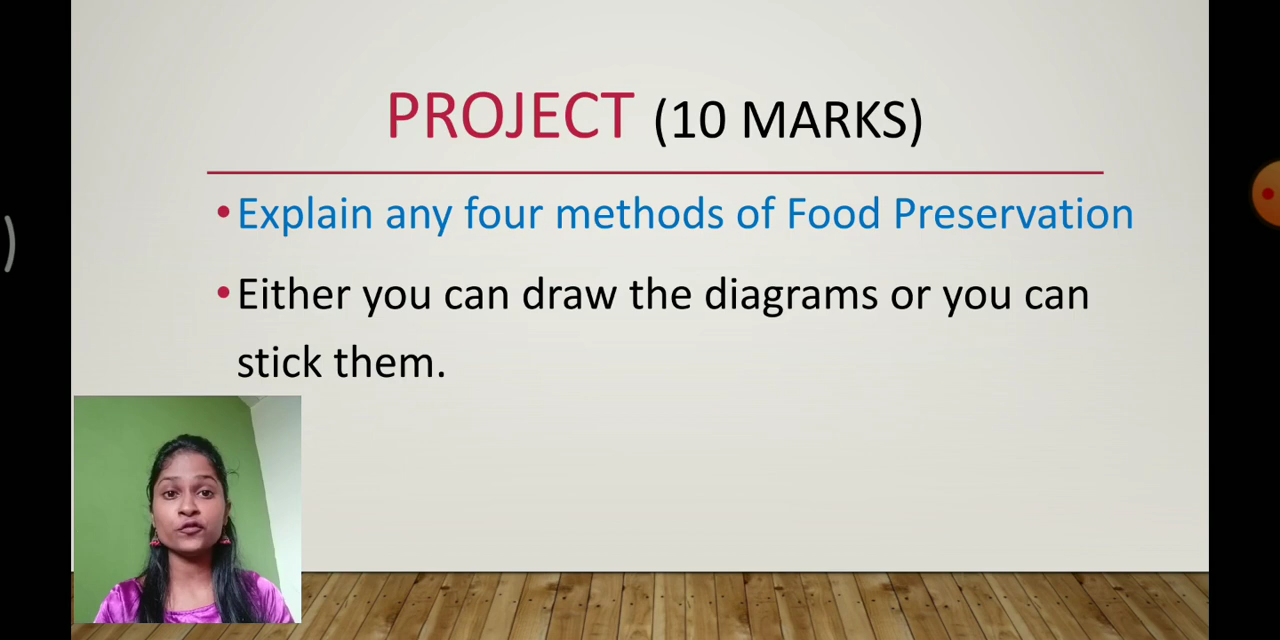 PROJECT (10 MARKS)
•Explain any four methods of Food Preservation
•Either you can draw the diagrams or you can
stick them.